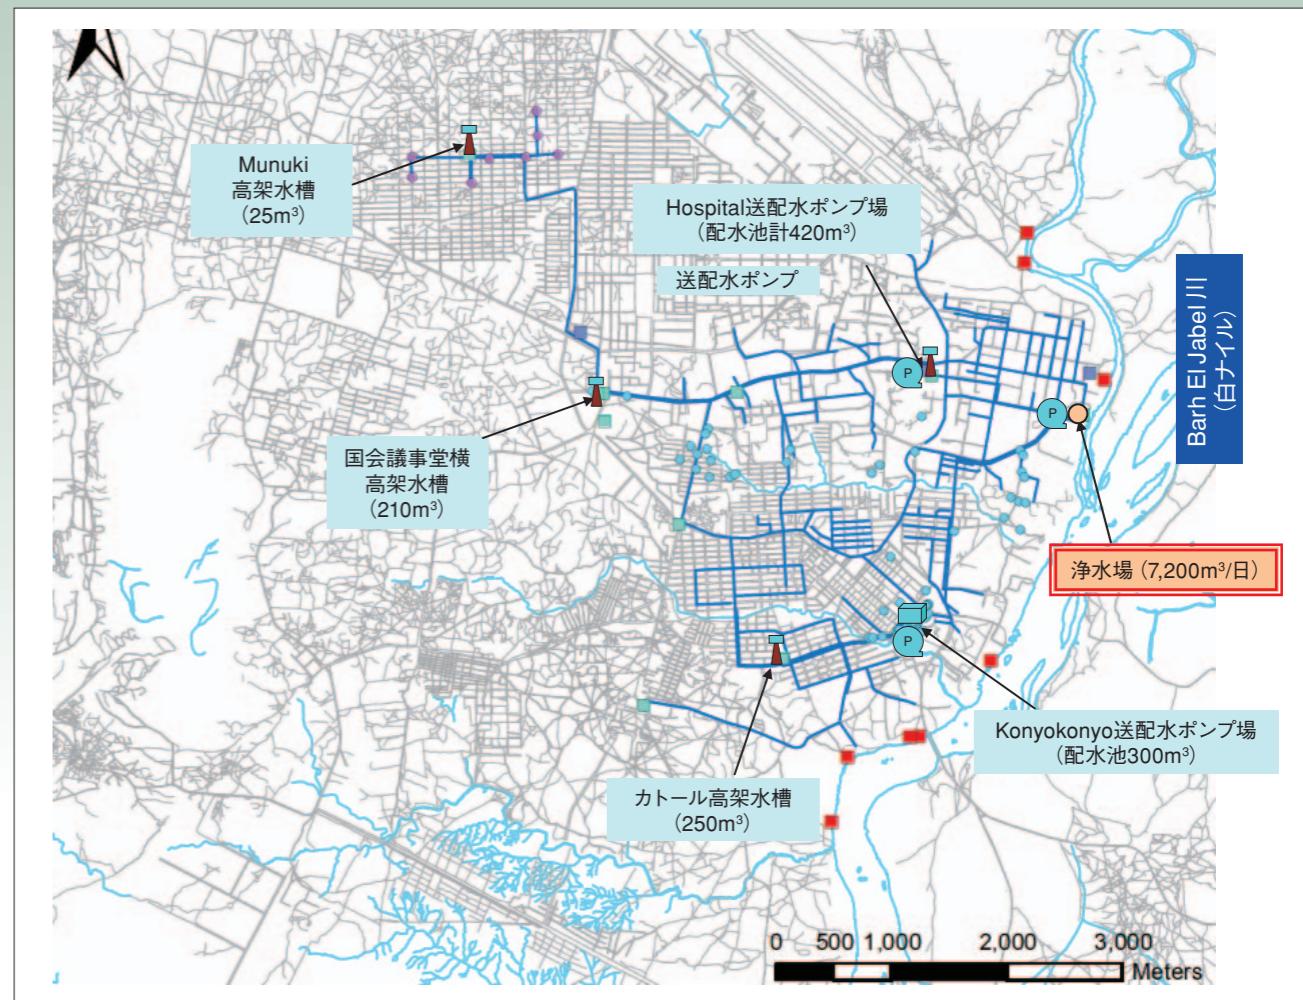 Munuki
高架水槽
（25m³）
Hospital送配水ポンプ場
（配水池計420m³）
送配水ポンプ
Barh El Jabel 川
（白ナイル）
P
P
国会議事堂横
高架水槽
（210m³）
浄水場（7,200m³/日）
P
Konyokonyo送配水ポンプ場
（配水池300m³）
カトール高架水槽
（250m³）
0 500 1,000 2,000 3,000
Meters